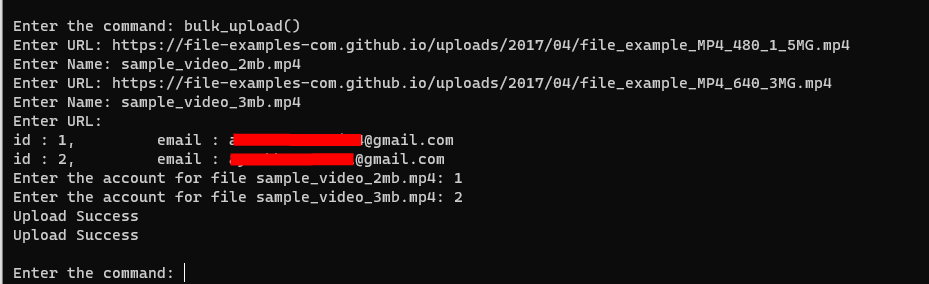 Enter the command: bulk_upload()
Enter URL: https://file-examples-com.github.io/uploads/2017/04/file_example_MP4_480_1_5MG.mp4
Enter Name: sample_video_2mb.mp4
Enter URL: https://file-examples-com.github.io/uploads/2017/04/file_example_MP4_640_3MG.mp4
Enter Name: sample_video_3mb.mp4
Enter URL:
id : 1,         email : @gmail.com
id : 2,         email : @gmail.com
Enter the account for file sample_video_2mb.mp4: 1
Enter the account for file sample_video_3mb.mp4: 2
Upload Success
Upload Success
Enter the command: